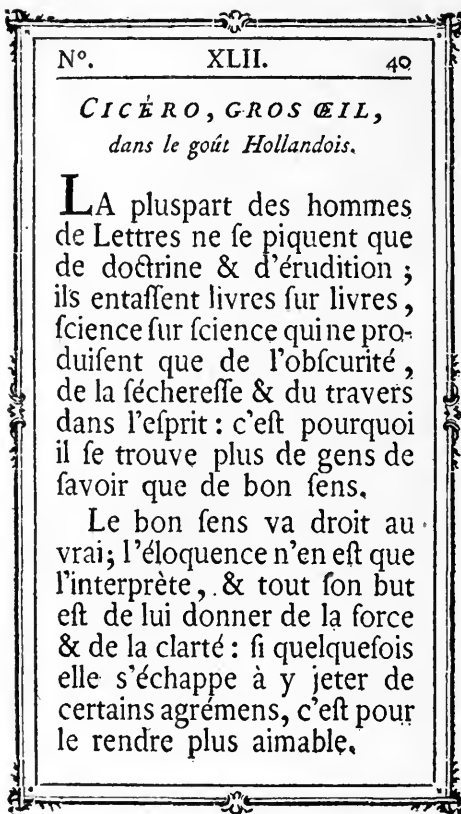 Nº. XLII. 40
CICÉRO, GROS ŒIL,
dans le goût Hollandois.
LA pluspart des hommes
de Lettres ne ſe piquent que
de doctrine & d'érudition ;
ils entaſſent livres ſur livres,
ſcience ſur ſcience qui ne pro-
duiſent que de l'obſcurité,
de la ſéchereſſe & du travers
dans l'eſprit : c'eſt pourquoi
il ſe trouve plus de gens de
ſavoir que de bon ſens.
Le bon ſens va droit au
vrai; l'éloquence n'en eſt que
l'interprète, & tout ſon but
eſt de lui donner de la force
& de la clarté : ſi quelquefois
elle s'échappe à y jeter de
certains agrémens, c'eſt pour
le rendre plus aimable.